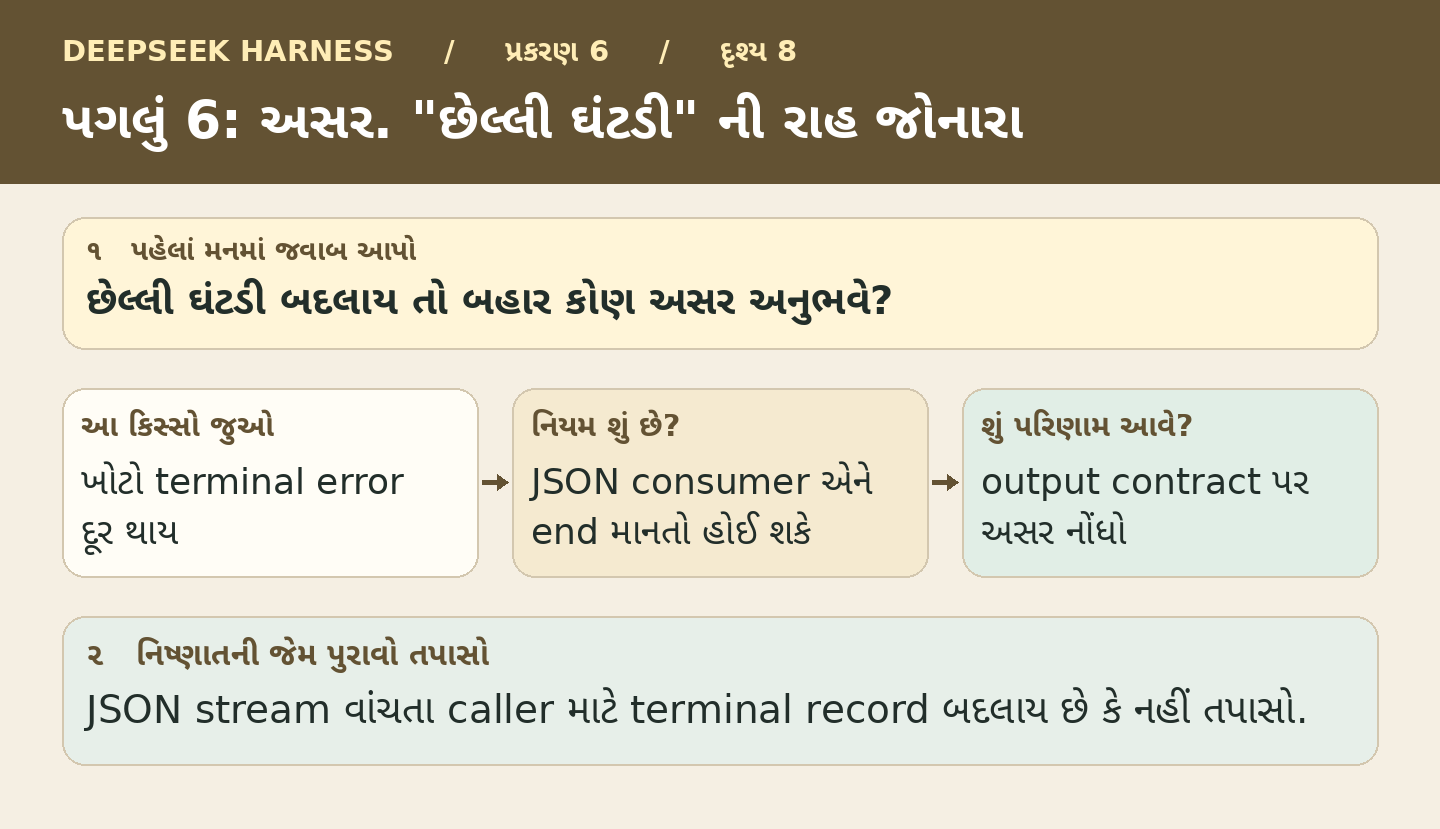 DEEPSEEK HARNESS / પ્રકરણ 6 / દૃશ્ય 8
પગલું 6: અસર. "છેલ્લી ઘંટડી" ની રાહ જોનારા
૧ પહેલાં મનમાં જવાબ આપો
છેલ્લી ઘંટડી બદલાય તો બહાર કોણ અસર અનુભવે?
આ કિસ્સો જુઓ
ખોટો terminal error
દૂર થાય
નિયમ શું છે?
JSON consumer એને
end માનતો હોઈ શકે
શું પરિણામ આવે?
output contract પર
અસર નોંધો
૨ નિષ્ણાતની જેમ પુરાવો તપાસો
JSON stream વાંચતા caller માટે terminal record બદલાય છે કે નહીં તપાસો.